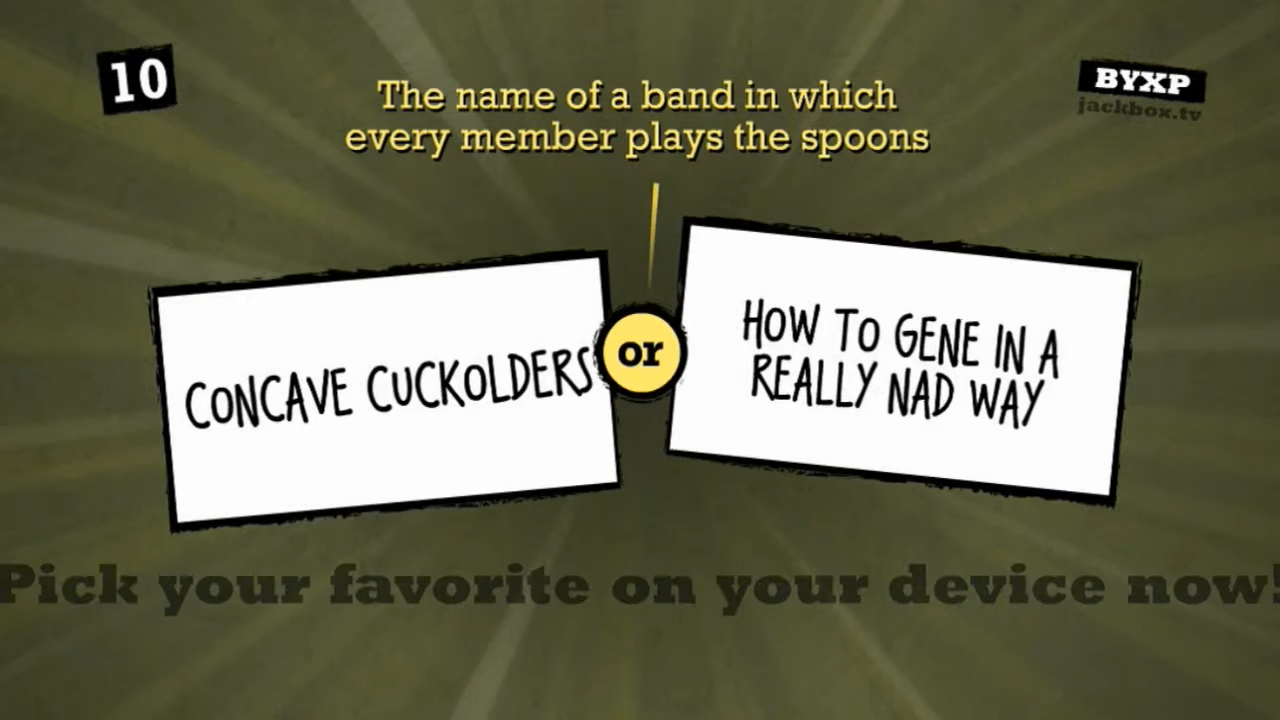 10
BYXP
jackbox.tv
The name of a band in which
every member plays the spoons
CONCAVE CUCKOLDERS
or
HOW TO GENE IN A
REALLY NAD WAY
Pick your favorite on your device now!